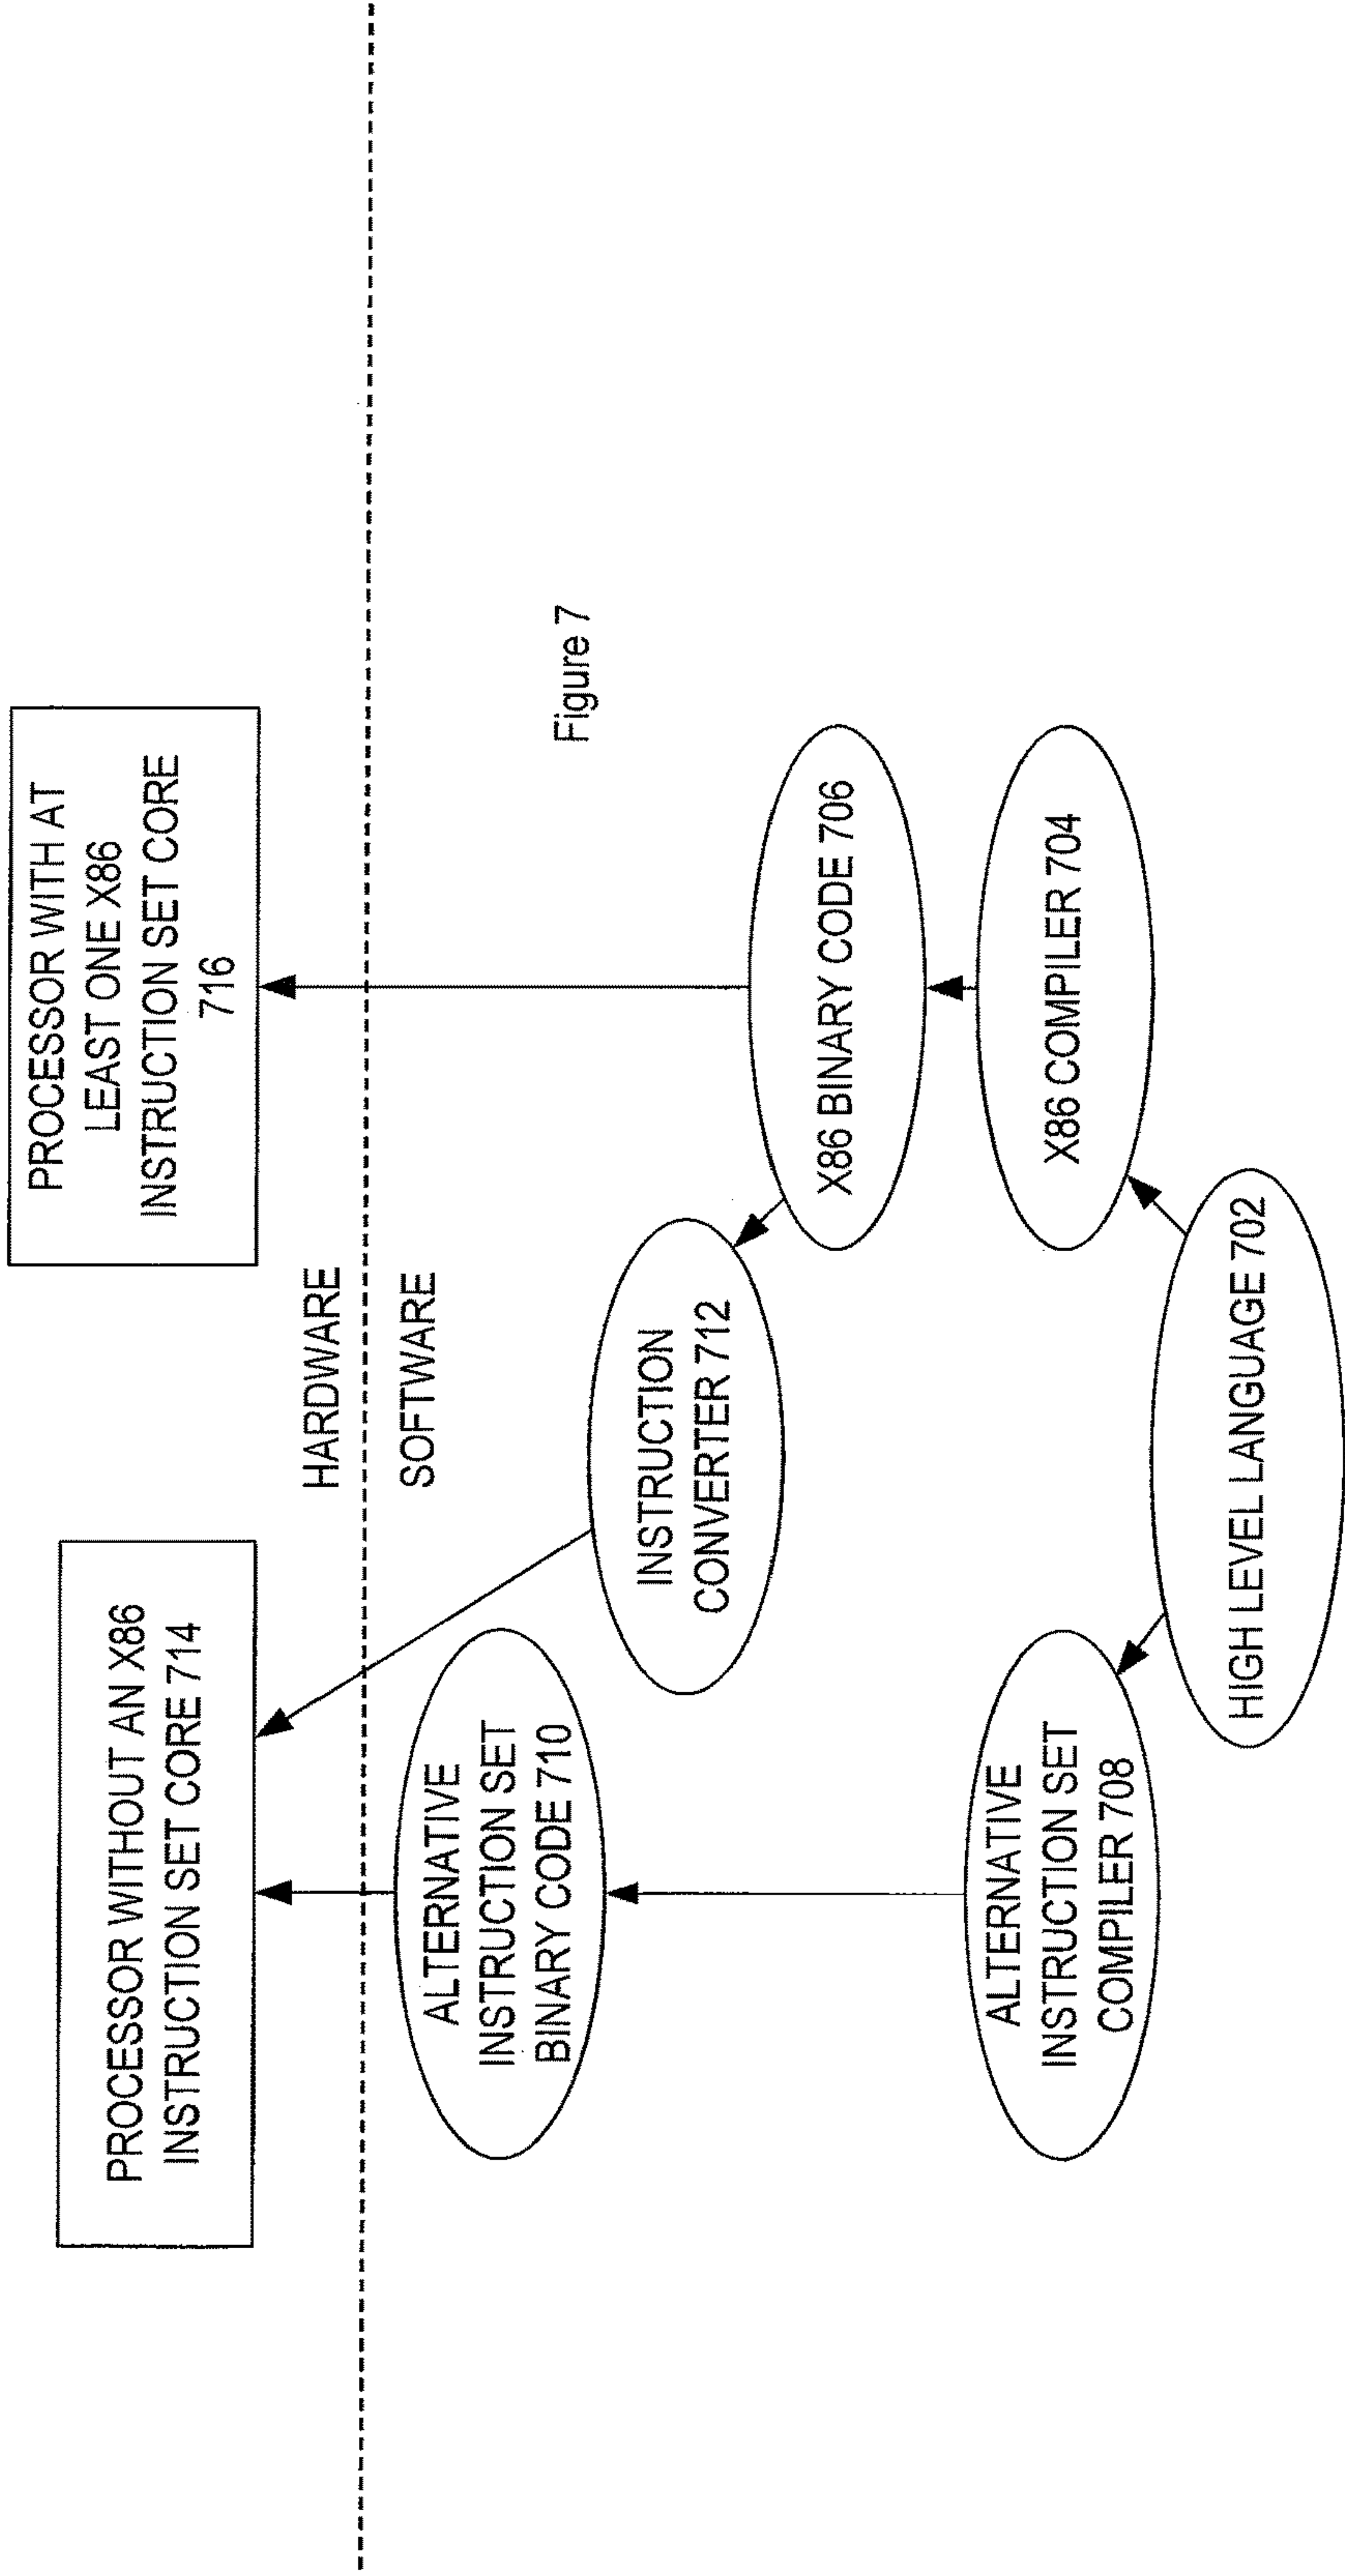 PROCESSOR WITHOUT AN X86
INSTRUCTION SET CORE 714
PROCESSOR WITH AT
LEAST ONE X86
INSTRUCTION SET CORE
716
HARDWARE
SOFTWARE
ALTERNATIVE
INSTRUCTION SET
BINARY CODE 710
INSTRUCTION
CONVERTER 712
Figure 7
X86 BINARY CODE 706
ALTERNATIVE
INSTRUCTION SET
COMPILER 708
X86 COMPILER 704
HIGH LEVEL LANGUAGE 702